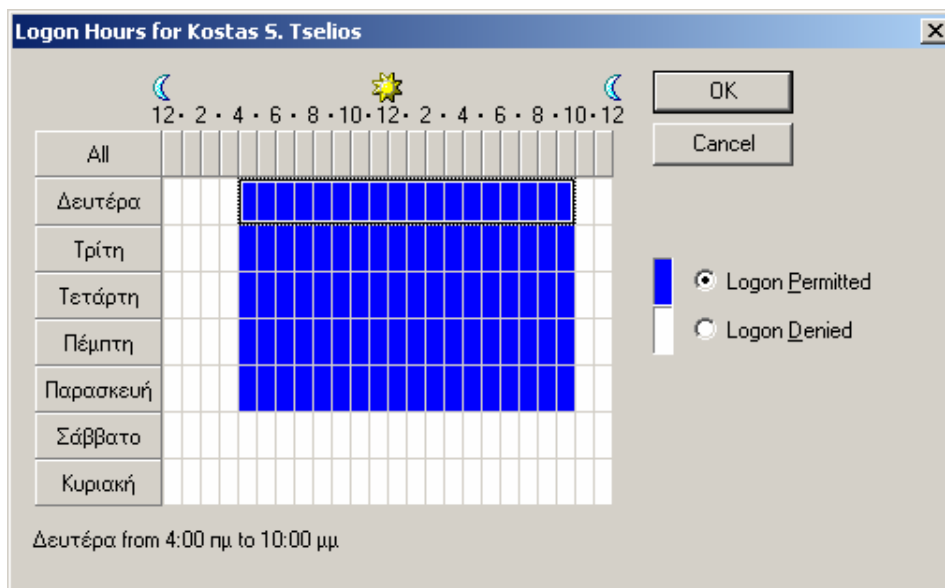 Logon Hours for Kostas S. Tselios
12 · 2 · 4 · 6 · 8 · 10 · 12 · 2 · 4 · 6 · 8 · 10 · 12
OK
Cancel
All
Δευτέρα
Τρίτη
Τετάρτη
Πέμπτη
Παρασκευή
Σάββατο
Κυριακή
Logon Permitted
Logon Denied
Δευτέρα from 4:00 πμ to 10:00 μμ